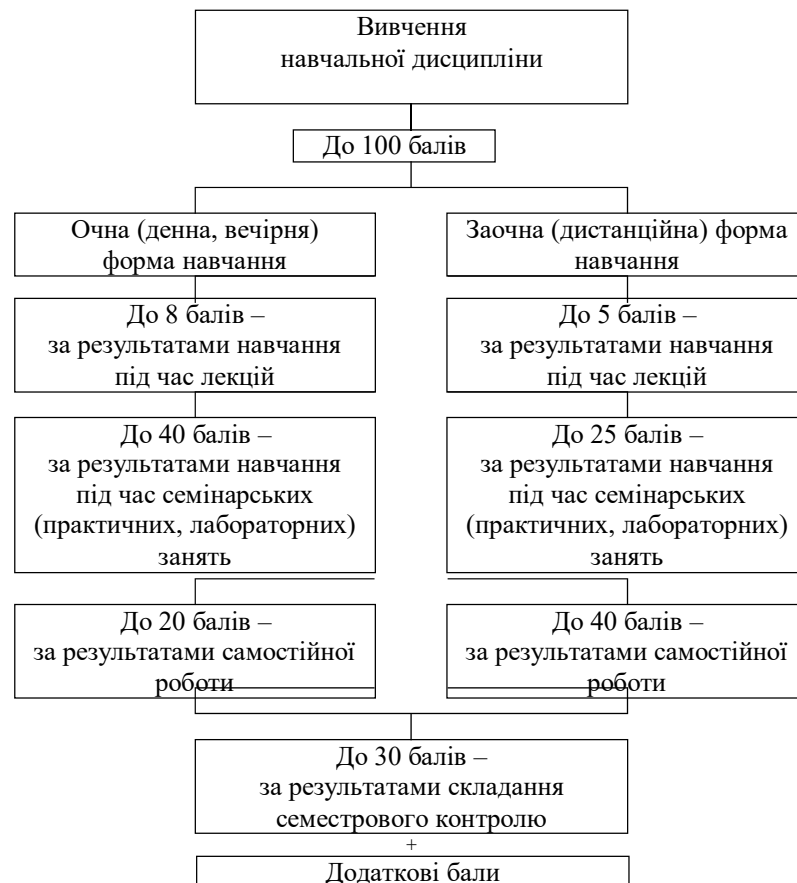 Вивчення
навчальної дисципліни
До 100 балів
Очна (денна, вечірня)
форма навчання
Заочна (дистанційна) форма
навчання
До 8 балів –
за результатами навчання
під час лекцій
До 5 балів –
за результатами навчання
під час лекцій
До 40 балів –
за результатами навчання
під час семінарських
(практичних, лабораторних)
занять
До 25 балів –
за результатами навчання
під час семінарських
(практичних, лабораторних)
занять
До 20 балів –
за результатами самостійної
роботи
До 40 балів –
за результатами самостійної
роботи
До 30 балів –
за результатами складання
семестрового контролю
+
Додаткові бали